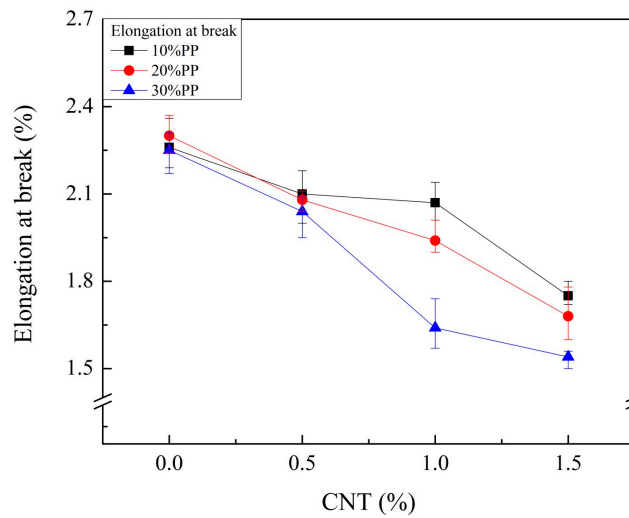 2.7
2.4
2.1
1.8
1.5
Elongation at break (%)
Elongation at break
10%PP
20%PP
30%PP
0.0 0.5 1.0 1.5
CNT (%)